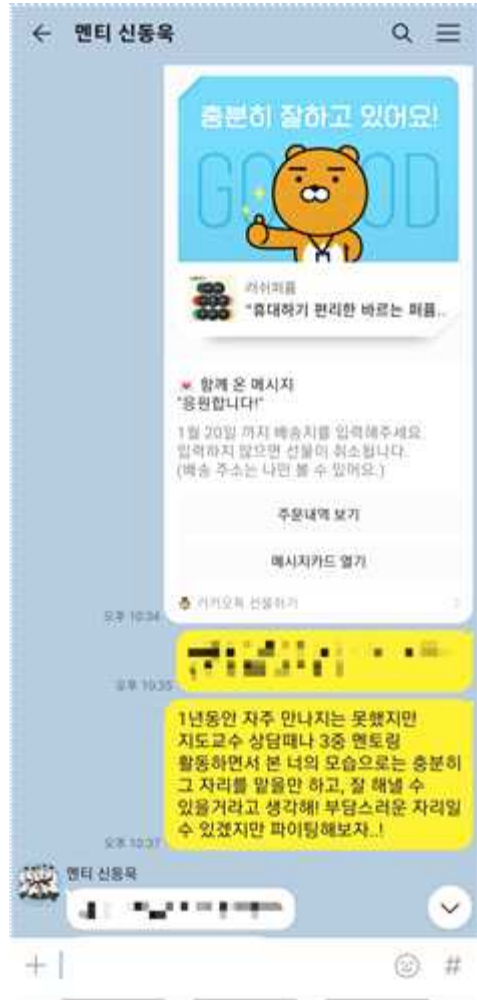 멘티 신동욱
충분히 잘하고 있어요!
GOOD
러쉬퍼퓸
"휴대하기 편리한 바르는 퍼퓸..
함께 온 메시지
"응원합니다!"
1월 20일 까지 배송지를 입력해주세요
입력하지 않으면 선물이 취소됩니다.
(배송 주소는 나만 볼 수 있어요.)
주문내역 보기
메시지카드 열기
카카오톡 선물하기
오후 10:34
오후 10:35
1년동안 자주 만나지는 못했지만
지도교수 상담때나 3중 멘토링
활동하면서 본 너의 모습으로는 충분히
그 자리를 맡을만 하고, 잘 해낼 수
있을거라고 생각해! 부담스러운 자리일
수 있겠지만 파이팅해보자..!
오후 10:37
멘티 신동욱
#